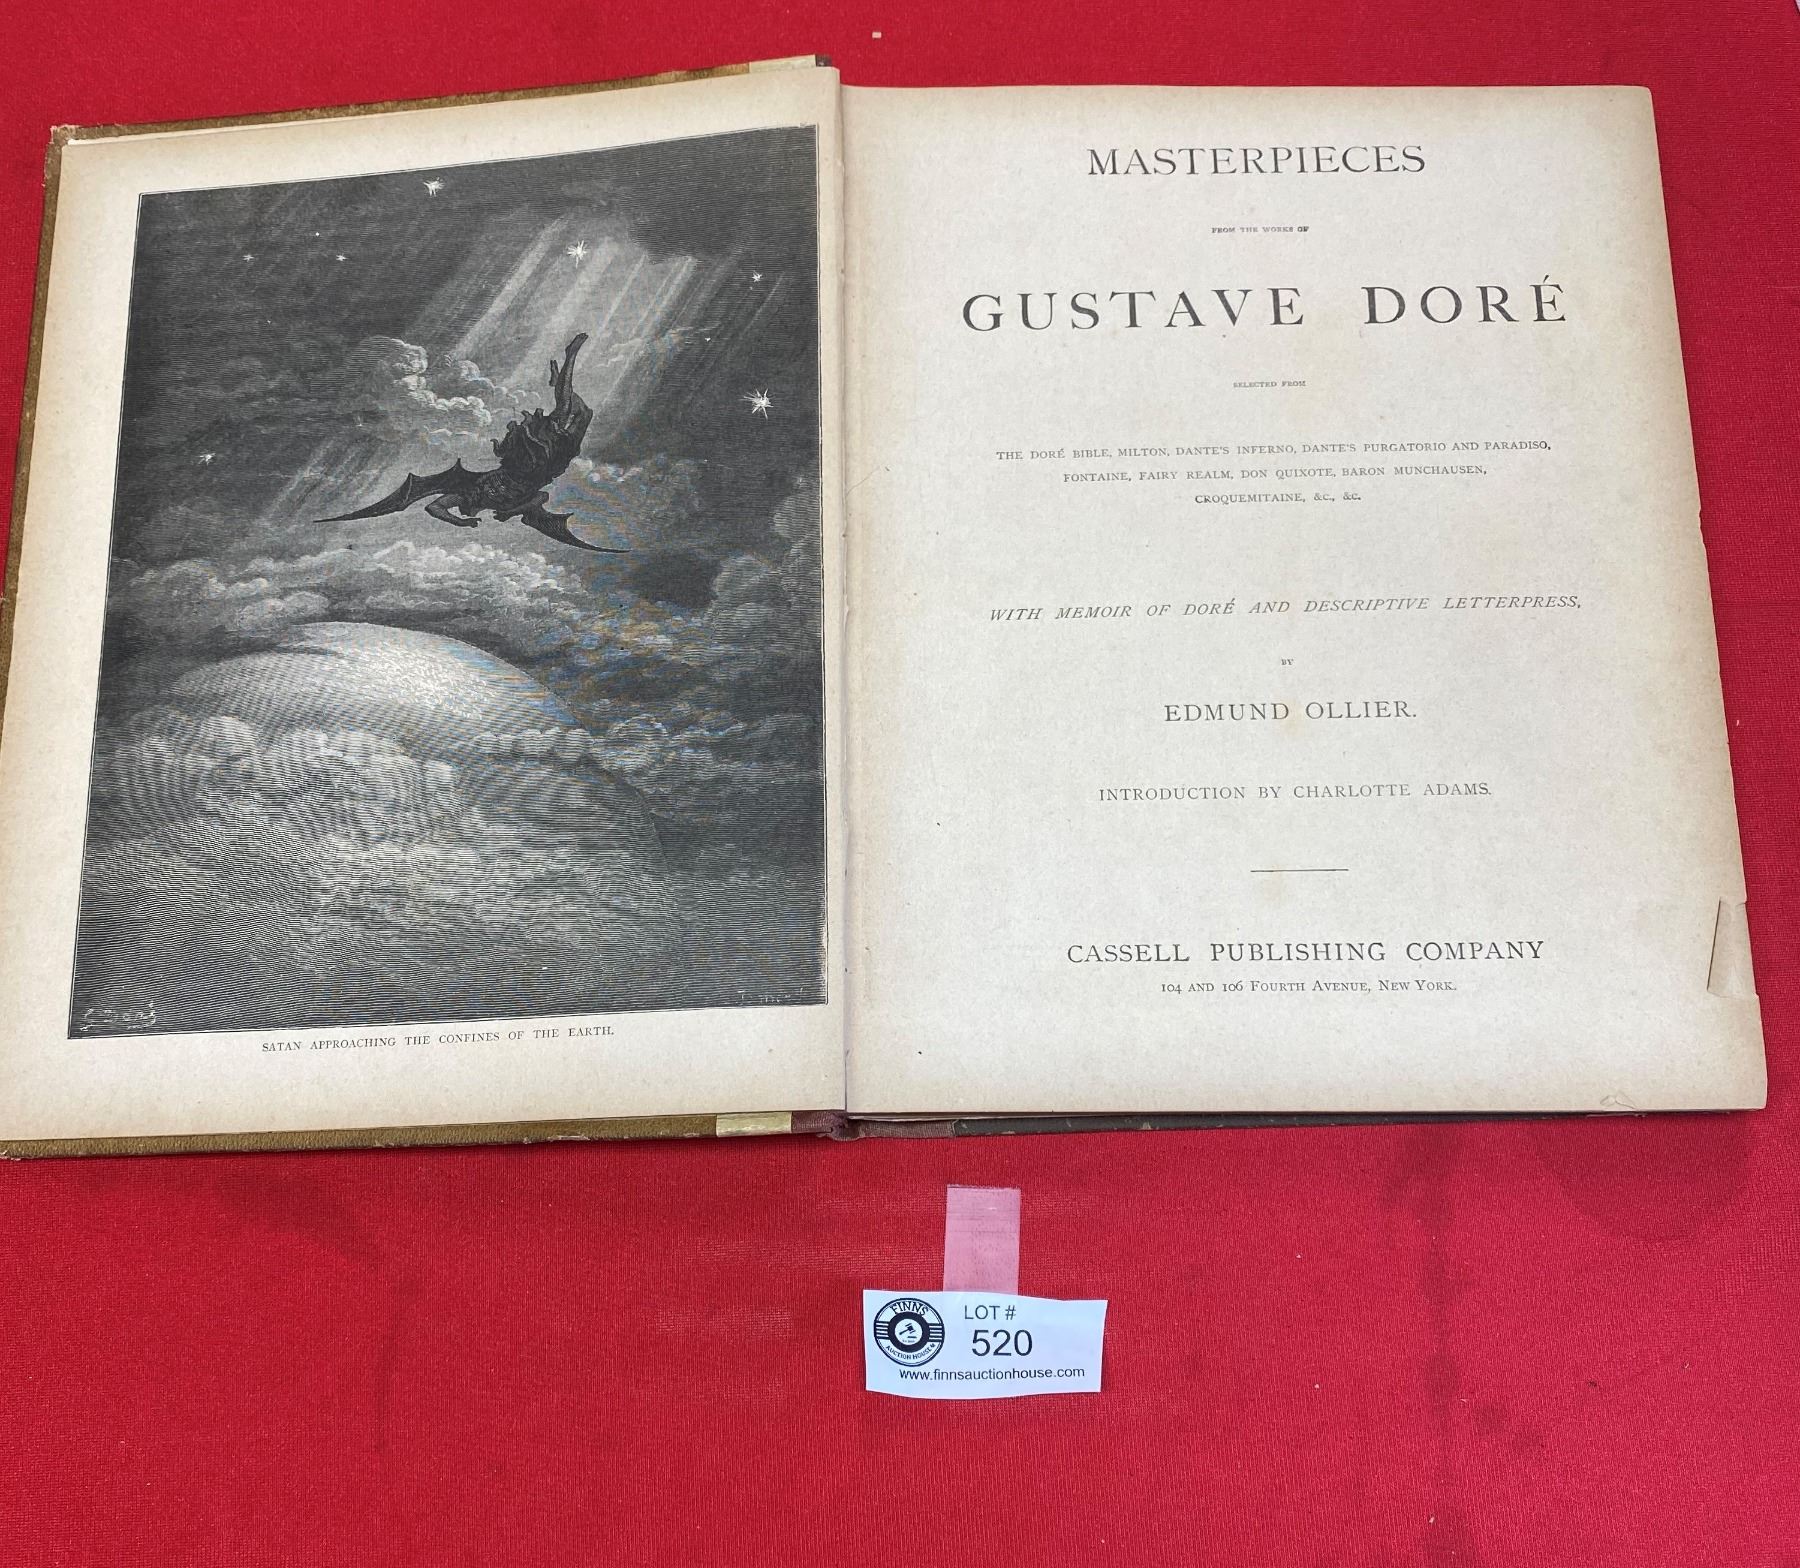 SATAN APPROACHING THE CONFINES OF THE EARTH.
MASTERPIECES
FROM THE WORKS OF
GUSTAVE DORÉ
SELECTED FROM
THE DORÉ BIBLE, MILTON, DANTE'S INFERNO, DANTE'S PURGATORIO AND PARADISO,
FONTAINE, FAIRY REALM, DON QUIXOTE, BARON MUNCHAUSEN,
CROQUEMITAINE, &C., &C.
WITH MEMOIR OF DORÉ AND DESCRIPTIVE LETTERPRESS,
BY
EDMUND OLLIER.
INTRODUCTION BY CHARLOTTE ADAMS.
CASSELL PUBLISHING COMPANY
104 AND 106 FOURTH AVENUE, NEW YORK.
FINNS
AUCTION HOUSE
LOT #
520
www.finnsauctionhouse.com